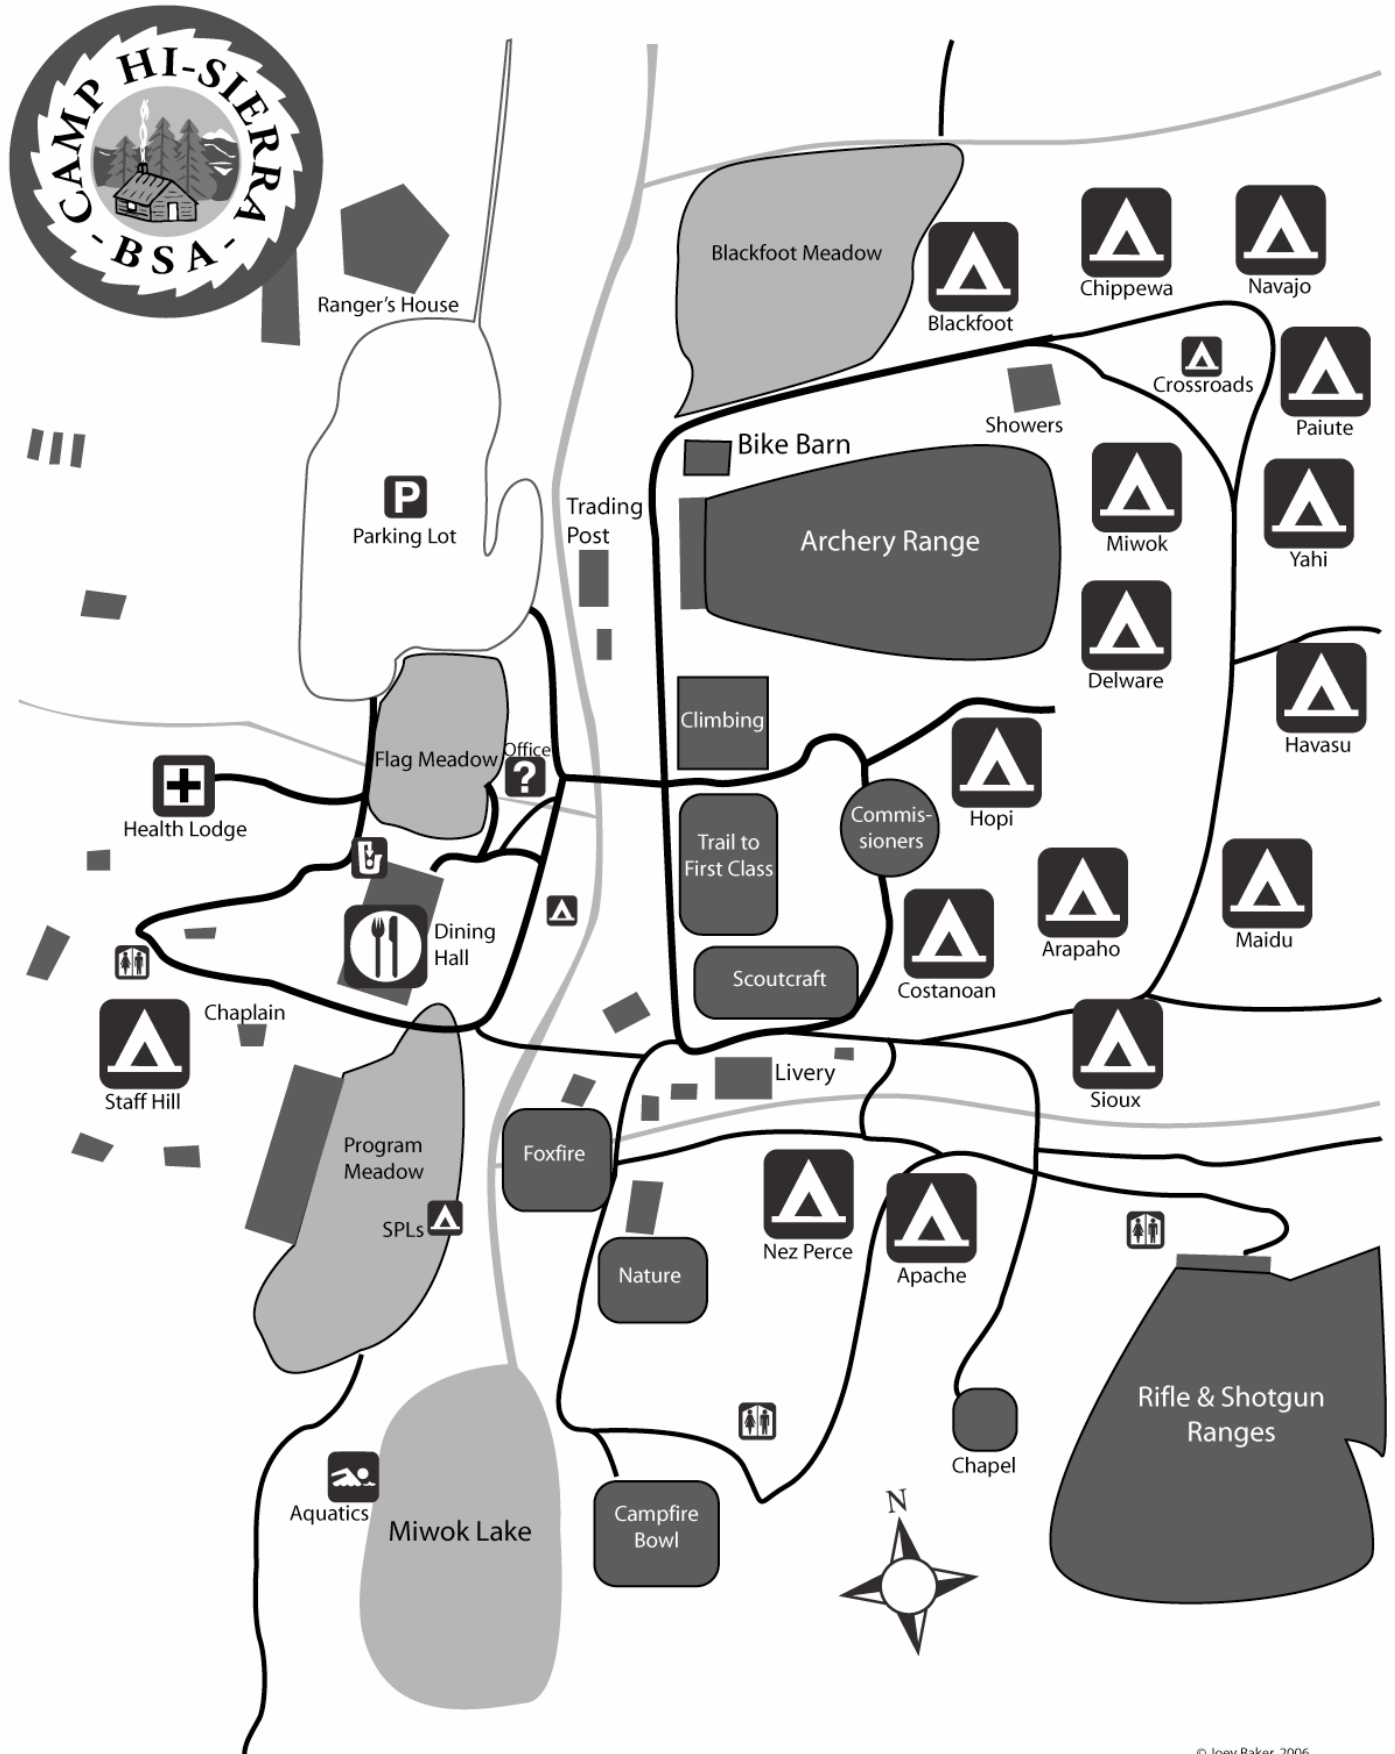 CAMP HI-SIERRA
- BSA -
Ranger's House
Blackfoot Meadow
Blackfoot
Chippewa
Navajo
Crossroads
Paiute
Showers
Bike Barn
P
Parking Lot
Trading
Post
Archery Range
Miwok
Yahi
Delware
Climbing
Havasu
Flag Meadow
Office
?
Health Lodge
Hopi
Commis-
sioners
Trail to
First Class
Dining
Hall
Arapaho
Maidu
Scoutcraft
Costanoan
Chaplain
Staff Hill
Livery
Sioux
Program
Meadow
Foxfire
SPLs
Nez Perce
Apache
Nature
Rifle & Shotgun
Ranges
Chapel
Aquatics
Miwok Lake
Campfire
Bowl
N
© Joey Baker, 2006